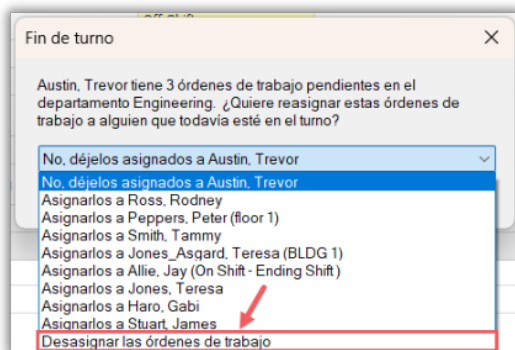 Off Shift
Fin de turno
Austin, Trevor tiene 3 órdenes de trabajo pendientes en el
departamento Engineering. ¿Quiere reasignar estas órdenes de
trabajo a alguien que todavía esté en el turno?
No, déjelos asignados a Austin, Trevor
No, déjelos asignados a Austin, Trevor
Asignarlos a Ross, Rodney
Asignarlos a Peppers, Peter (floor 1)
Asignarlos a Smith, Tammy
Asignarlos a Jones_Asgard, Teresa (BLDG 1)
Asignarlos a Allie, Jay (On Shift - Ending Shift)
Asignarlos a Jones, Teresa
Asignarlos a Haro, Gabi
Asignarlos a Stuart, James
Desasignar las órdenes de trabajo